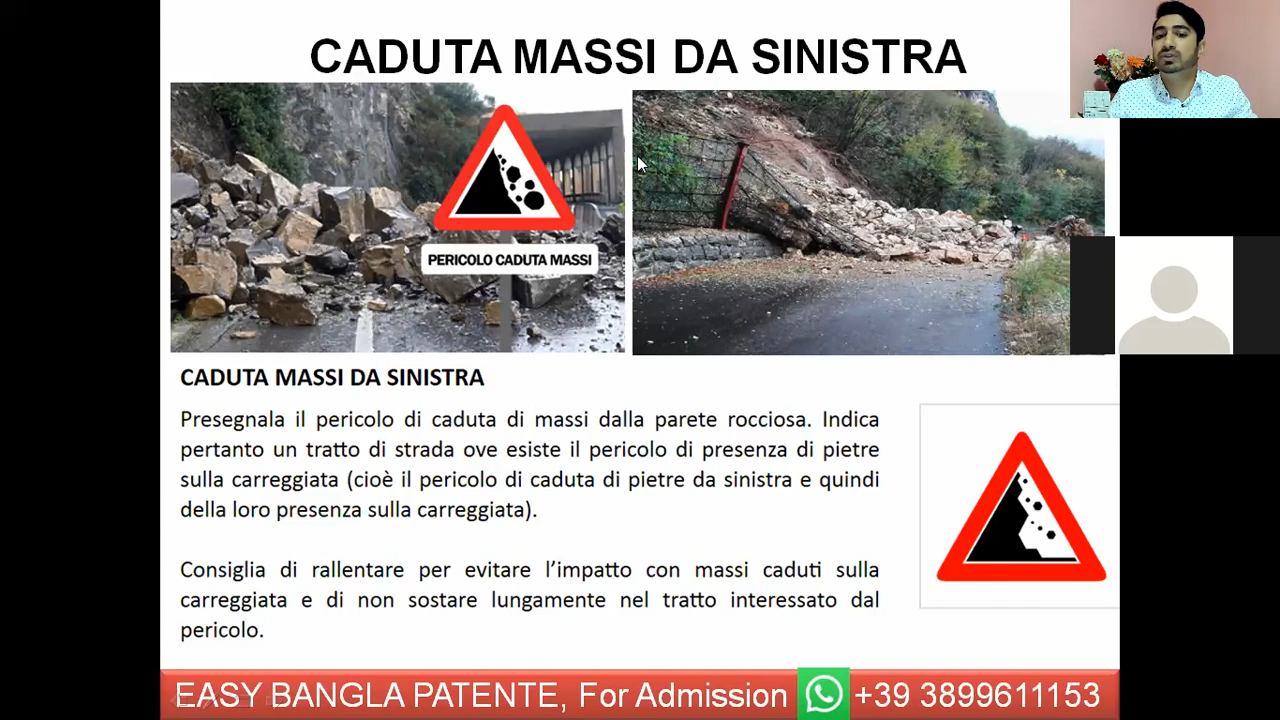 CADUTA MASSI DA SINISTRA
PERICOLO CADUTA MASSI
CADUTA MASSI DA SINISTRA
Presegnala il pericolo di caduta di massi dalla parete rocciosa. Indica
pertanto un tratto di strada ove esiste il pericolo di presenza di pietre
sulla carreggiata (cioè il pericolo di caduta di pietre da sinistra e quindi
della loro presenza sulla carreggiata).
Consiglia di rallentare per evitare l’impatto con massi caduti sulla
carreggiata e di non sostare lungamente nel tratto interessato dal
pericolo.
EASY BANGLA PATENTE, For Admission +39 3899611153